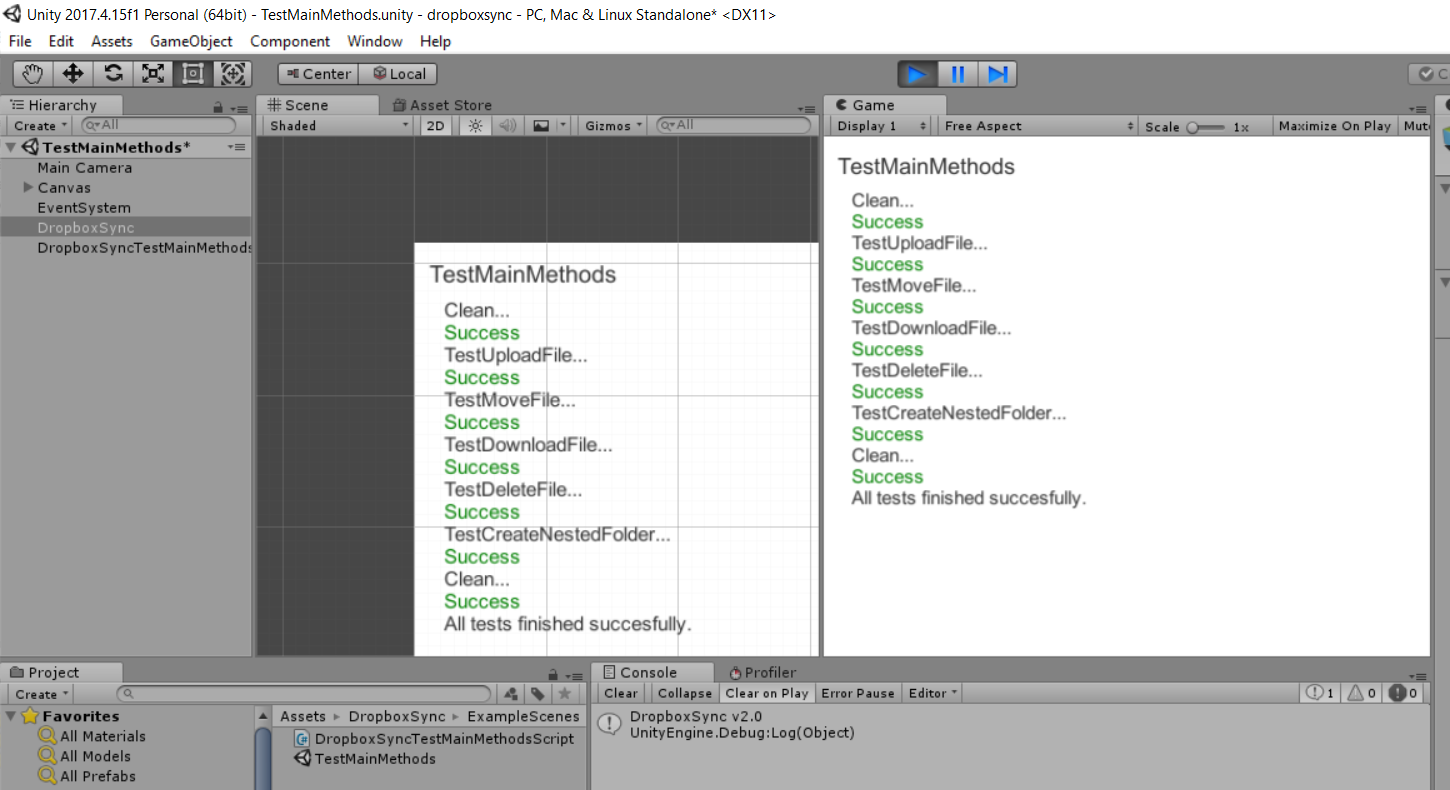 Unity 2017.4.15f1 Personal (64bit) - TestMainMethods.unity - dropboxsync - PC, Mac & Linux Standalone* <DX11>
File Edit Assets GameObject Component Window Help
Center Local
Hierarchy
Create All
TestMainMethods*
Main Camera
Canvas
EventSystem
DropboxSync
DropboxSyncTestMainMethods
Scene Asset Store
Shaded 2D Gizmos All
TestMainMethods
Clean...
Success
TestUploadFile...
Success
TestMoveFile...
Success
TestDownloadFile...
Success
TestDeleteFile...
Success
TestCreateNestedFolder...
Success
Clean...
Success
All tests finished succesfully.
Game
Display 1 Free Aspect Scale 1x Maximize On Play Mut
TestMainMethods
Clean...
Success
TestUploadFile...
Success
TestMoveFile...
Success
TestDownloadFile...
Success
TestDeleteFile...
Success
TestCreateNestedFolder...
Success
Clean...
Success
All tests finished succesfully.
Project
Create
Favorites
All Materials
All Models
All Prefabs
Assets DropboxSync ExampleScenes
DropboxSyncTestMainMethodsScript
TestMainMethods
Console Profiler
Clear Collapse Clear on Play Error Pause Editor 1 0 0
DropboxSync v2.0
UnityEngine.Debug:Log(Object)